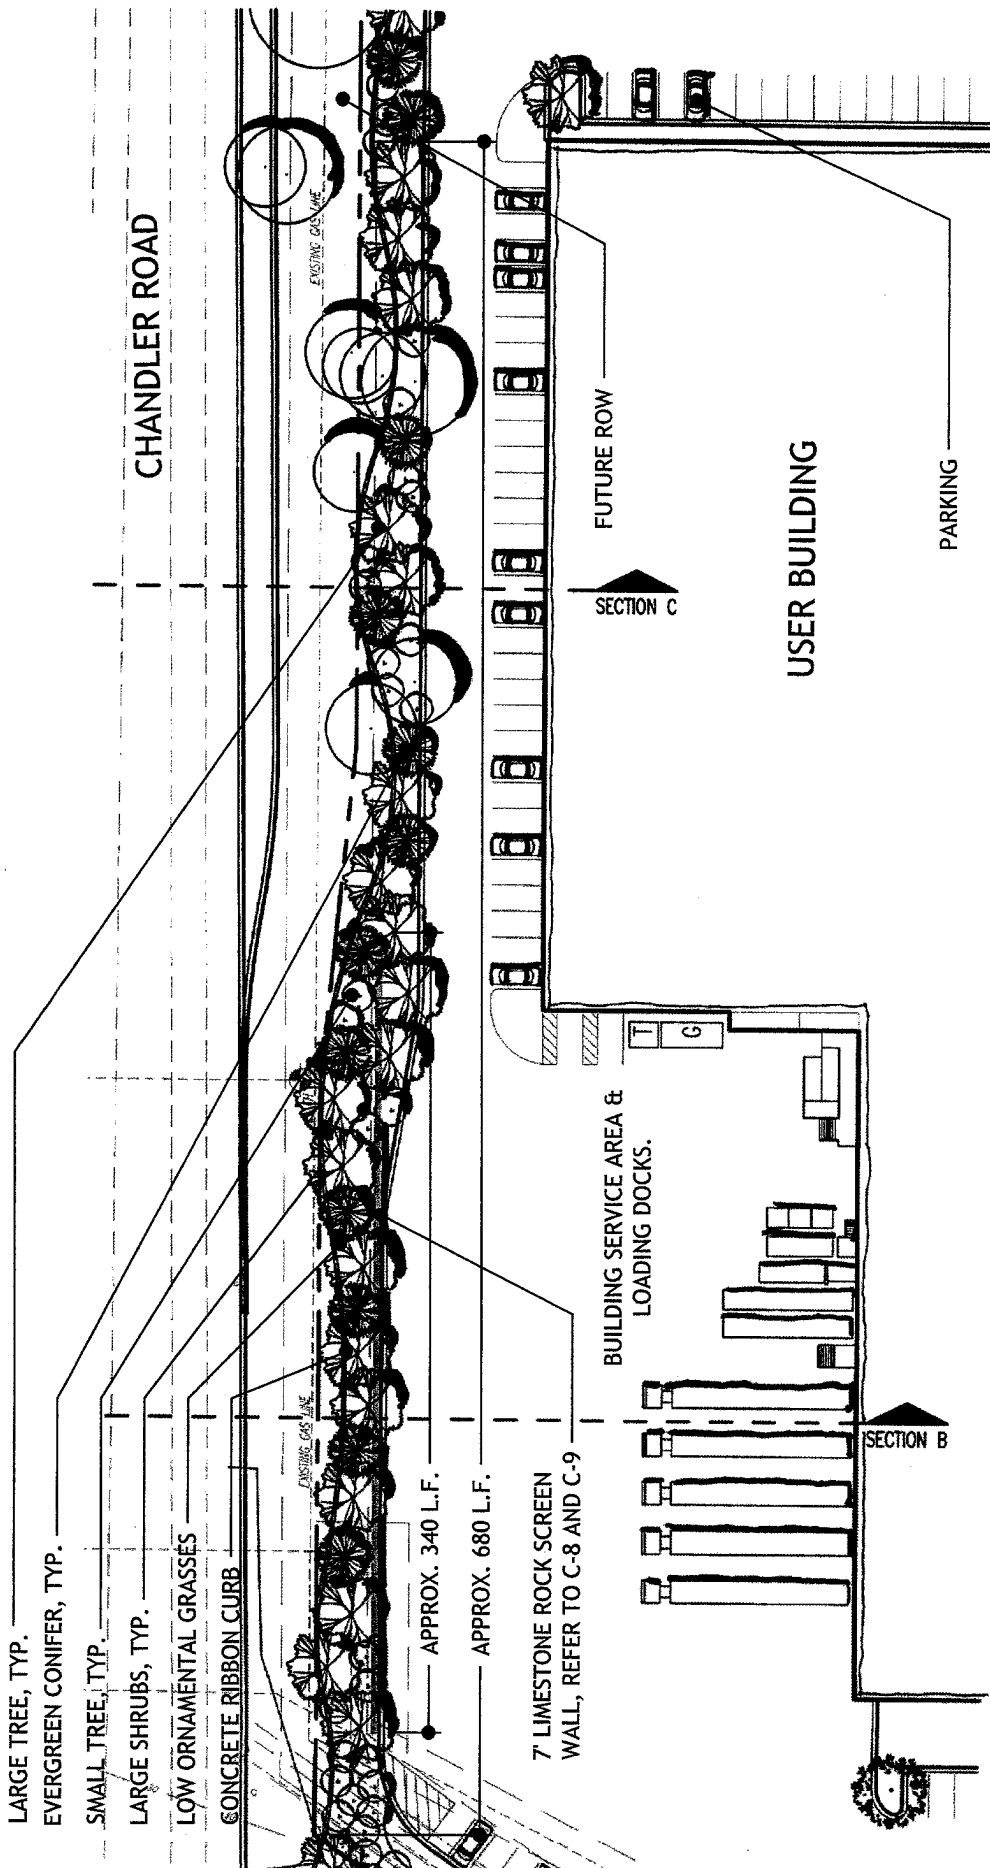 LARGE TREE, TYP.
EVERGREEN CONIFER, TYP.
SMALL TREE, TYP.
LARGE SHRUBS, TYP.
LOW ORNAMENTAL GRASSES
CONCRETE RIBBON CURB
CHANDLER ROAD
EXISTING GAS LINE
EXISTING GAS LINE
APPROX. 340 L.F.
APPROX. 680 L.F.
7' LIMESTONE ROCK SCREEN
WALL, REFER TO C-8 AND C-9
BUILDING SERVICE AREA &
LOADING DOCKS.
FUTURE ROW
SECTION C
T
G
USER BUILDING
SECTION B
PARKING